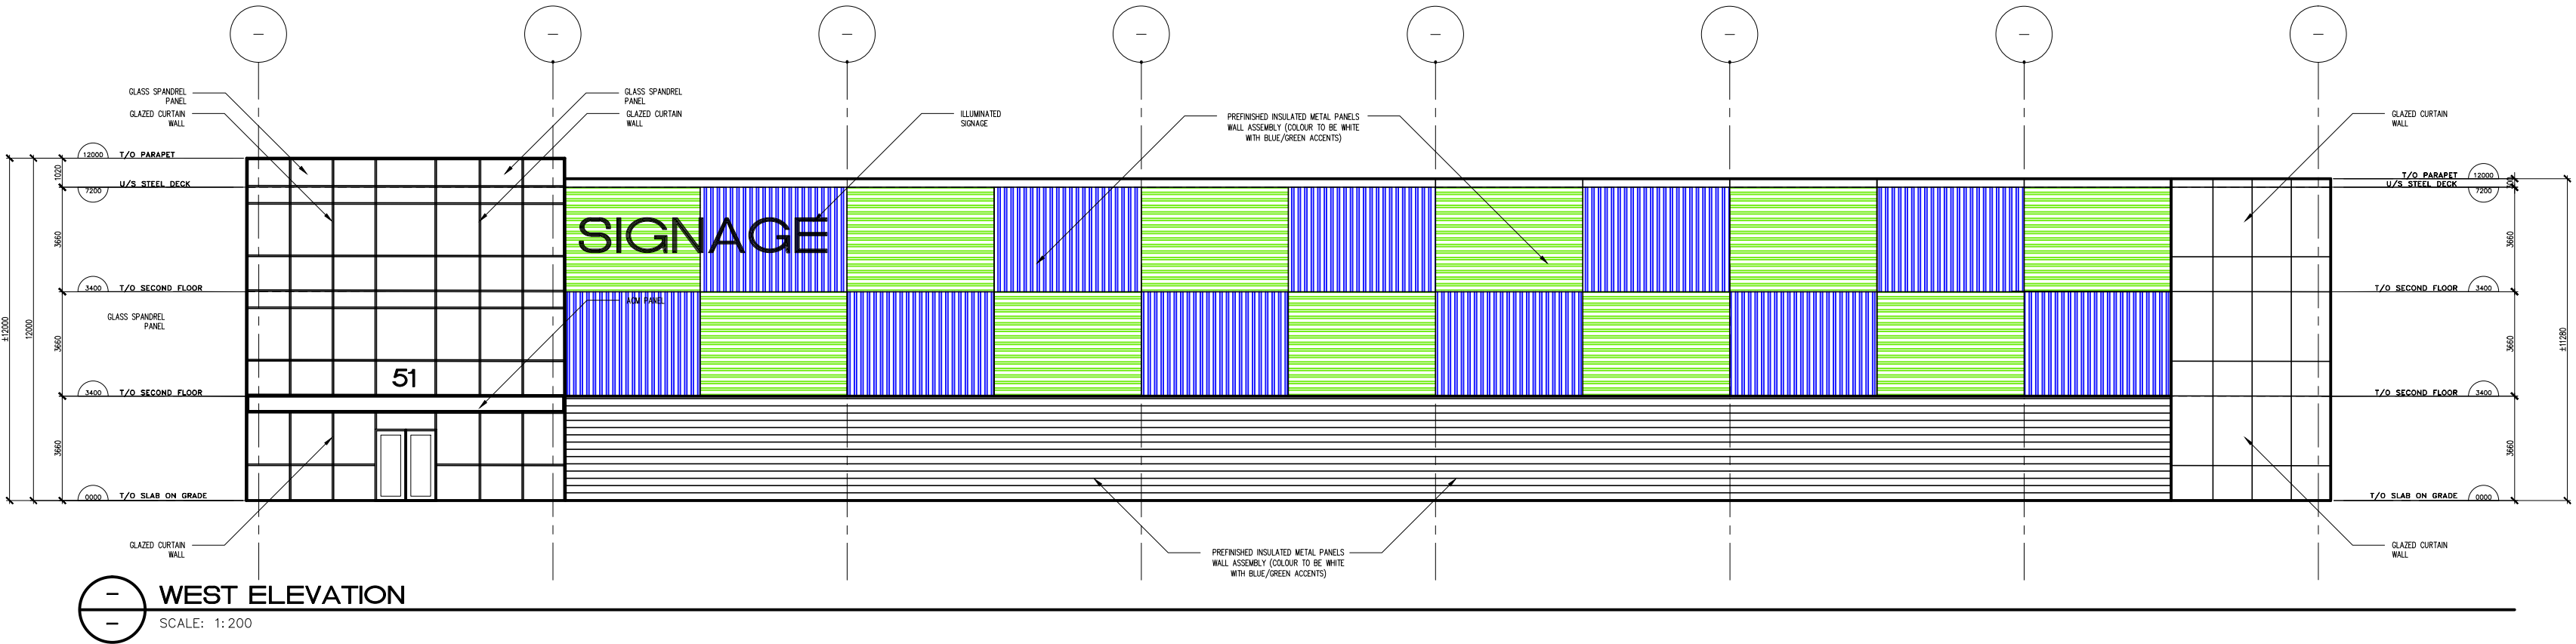 GLASS SPANDREL
PANEL
GLAZED CURTAIN
WALL
GLASS SPANDREL
PANEL
GLAZED CURTAIN
WALL
ILLUMINATED
SIGNAGE
PREFINISHED INSULATED METAL PANELS
WALL ASSEMBLY (COLOUR TO BE WHITE
WITH BLUE/GREEN ACCENTS)
GLAZED CURTAIN
WALL
12000 T/O PARAPET
1020
U/S STEEL DECK
7200
T/O PARAPET 12000
U/S STEEL DECK
7200
SIGNAGE
3660
3660
3400 T/O SECOND FLOOR
T/O SECOND FLOOR 3400
ACM PANEL
GLASS SPANDREL
PANEL
±12000
12000
3660
3660
±11280
51
3400 T/O SECOND FLOOR
T/O SECOND FLOOR 3400
3660
3660
0000 T/O SLAB ON GRADE
T/O SLAB ON GRADE 0000
GLAZED CURTAIN
WALL
PREFINISHED INSULATED METAL PANELS
WALL ASSEMBLY (COLOUR TO BE WHITE
WITH BLUE/GREEN ACCENTS)
GLAZED CURTAIN
WALL
WEST ELEVATION
SCALE: 1:200